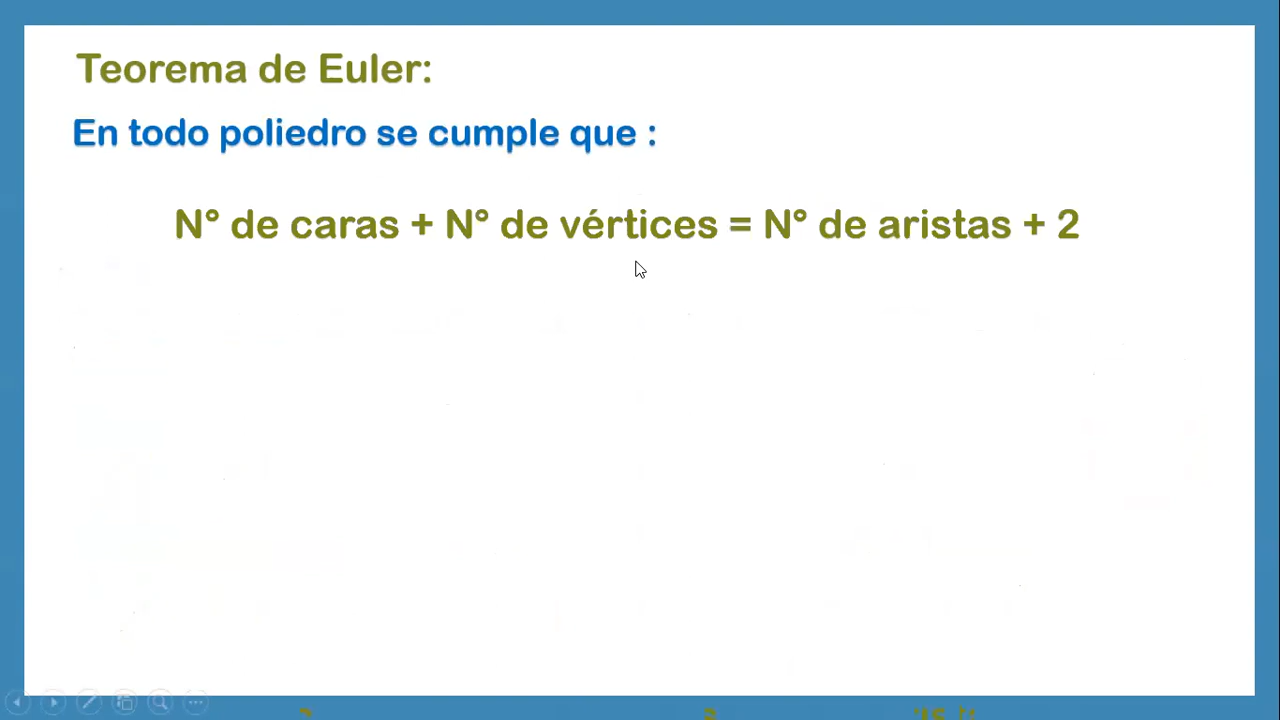 Teorema de Euler:
En todo poliedro se cumple que :
N° de caras + N° de vértices = N° de aristas + 2